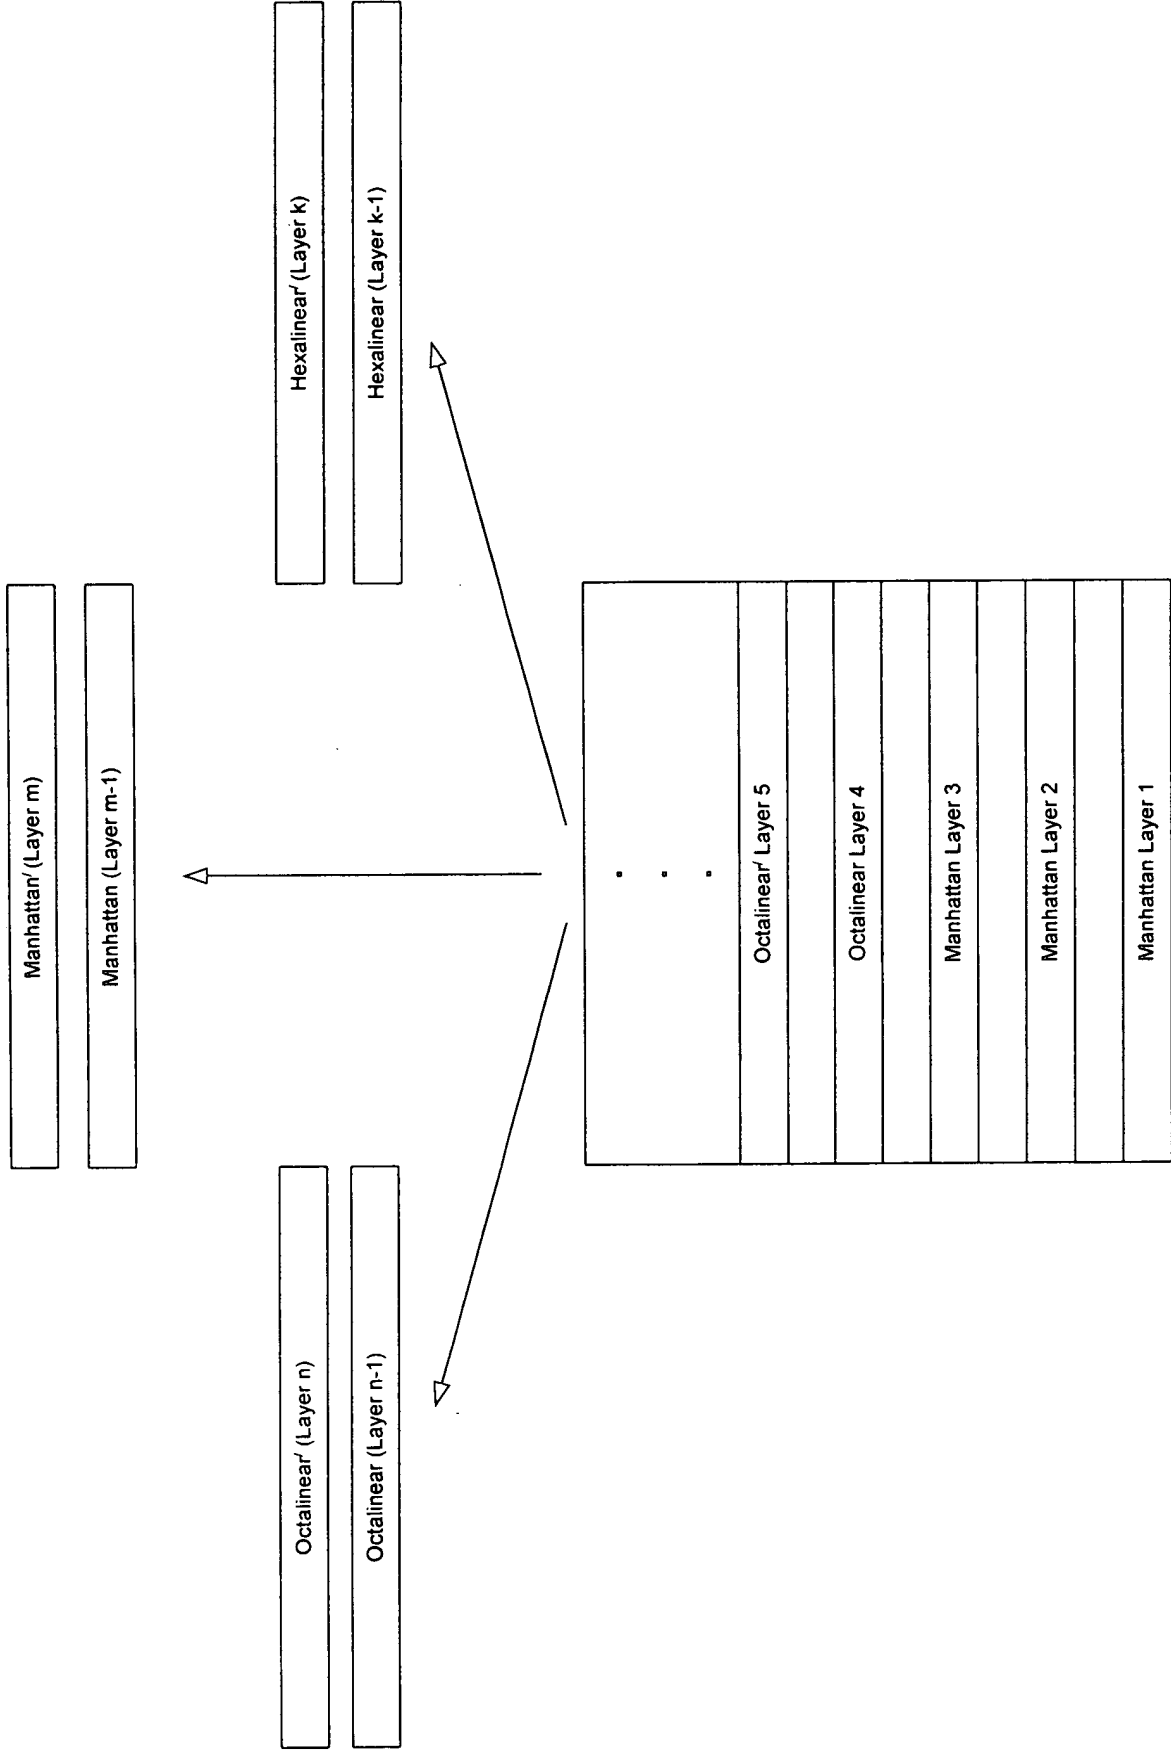 Manhattan′ (Layer m)
Manhattan (Layer m-1)
Octalinear′ (Layer n)
Octalinear (Layer n-1)
Hexalinear′ (Layer k)
Hexalinear (Layer k-1)
Octalinear′ Layer 5
Octalinear Layer 4
Manhattan Layer 3
Manhattan Layer 2
Manhattan Layer 1